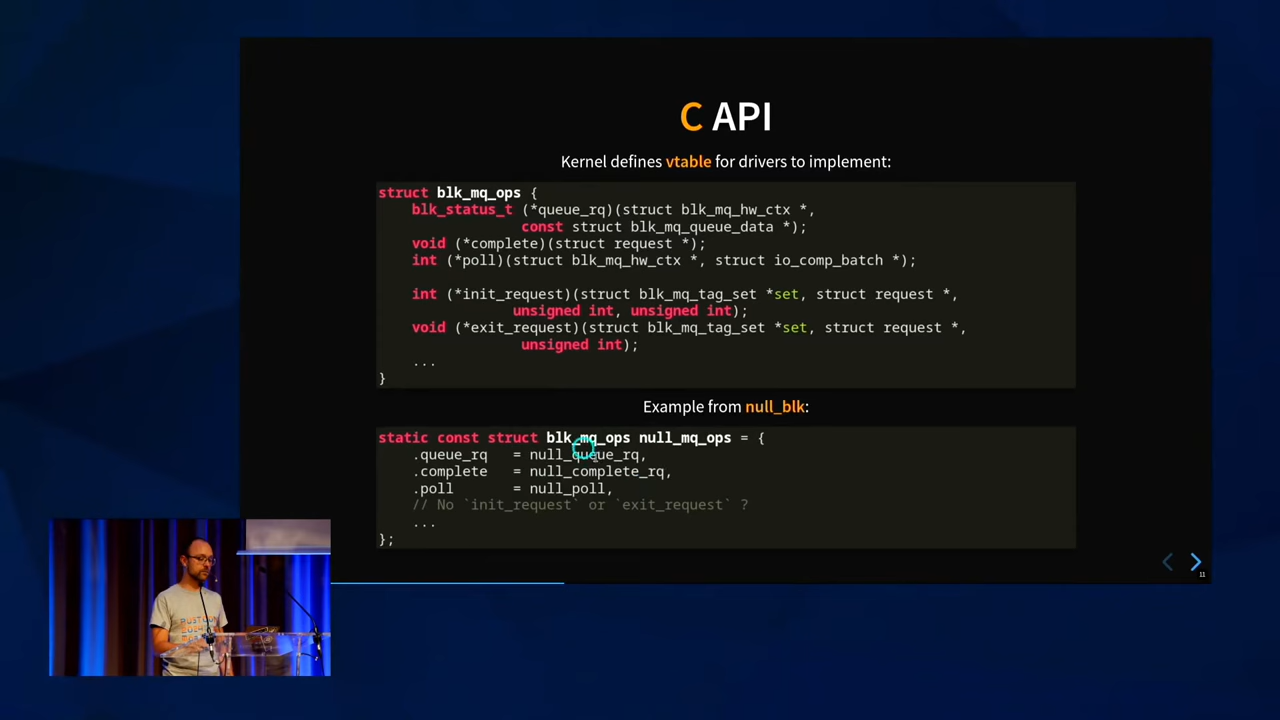 C API
Kernel defines vtable for drivers to implement:
struct blk_mq_ops {
    blk_status_t (*queue_rq)(struct blk_mq_hw_ctx *,
                 const struct blk_mq_queue_data *);
    void (*complete)(struct request *);
    int (*poll)(struct blk_mq_hw_ctx *, struct io_comp_batch *);
    int (*init_request)(struct blk_mq_tag_set *set, struct request *,
                unsigned int, unsigned int);
    void (*exit_request)(struct blk_mq_tag_set *set, struct request *,
                 unsigned int);
    ...
}
Example from null_blk:
static const struct blk_mq_ops null_mq_ops = {
    .queue_rq   = null_queue_rq,
    .complete   = null_complete_rq,
    .poll       = null_poll,
    // No `init_request` or `exit_request` ?
    ...
};
11